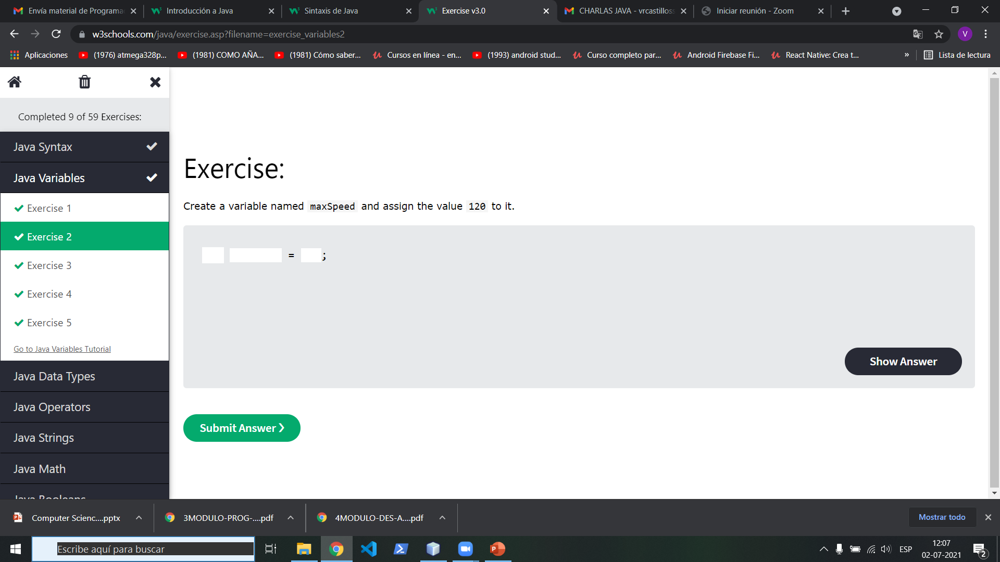 Envía material de Programa
Introducción a Java
Sintaxis de Java
Exercise v3.0
CHARLAS JAVA - vrcastilloss
Iniciar reunión - Zoom
w3schools.com/java/exercise.asp?filename=exercise_variables2
V
Aplicaciones
(1976) atmega328p...
(1981) COMO AÑA...
(1981) Cómo saber...
Cursos en línea - en...
(1993) android stud...
Curso completo par...
Android Firebase Fi...
React Native: Crea t...
»
Lista de lectura
Completed 9 of 59 Exercises:
Java Syntax
Java Variables
Exercise 1
Exercise 2
Exercise 3
Exercise 4
Exercise 5
Go to Java Variables Tutorial
Java Data Types
Java Operators
Java Strings
Java Math
Java Booleans
Exercise:
Create a variable named maxSpeed and assign the value 120 to it.
= ;
Show Answer
Submit Answer ❯
Computer Scienc....pptx
3MODULO-PROG-....pdf
4MODULO-DES-A....pdf
Mostrar todo
Escribe aquí para buscar
ESP
12:07
02-07-2021
2